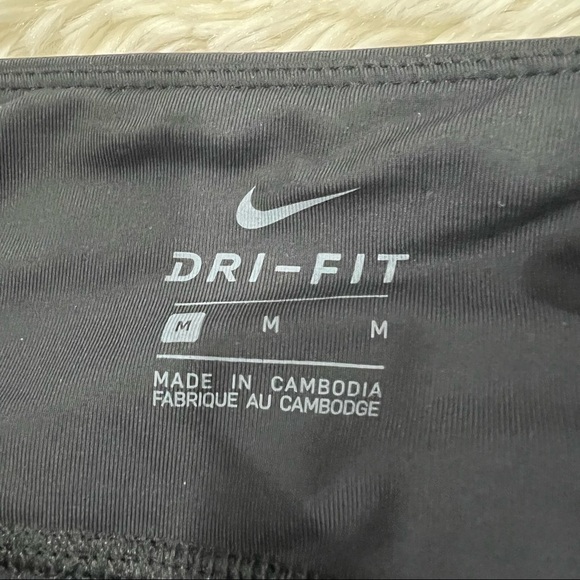 DRI-FIT
M M M
MADE IN CAMBODIA
FABRIQUE AU CAMBODGE